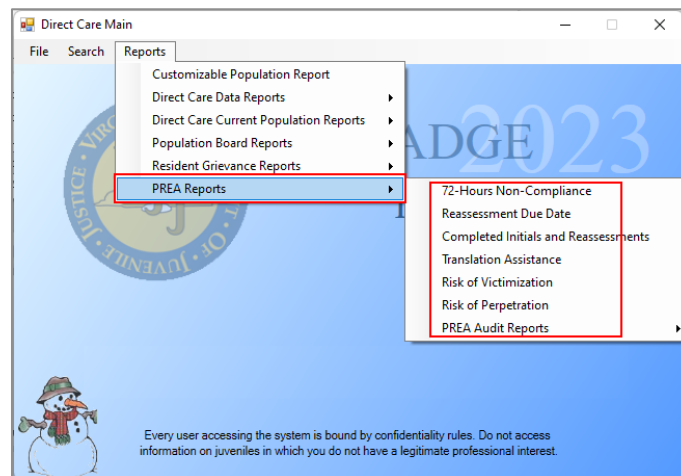 Direct Care Main
File Search Reports
Customizable Population Report
Direct Care Data Reports
Direct Care Current Population Reports
Population Board Reports
Resident Grievance Reports
PREA Reports
ADGE 2023
72-Hours Non-Compliance
Reassessment Due Date
Completed Initials and Reassessments
Translation Assistance
Risk of Victimization
Risk of Perpetration
PREA Audit Reports
OF JUVENILE JUSTICE
Every user accessing the system is bound by confidentiality rules. Do not access
information on juveniles in which you do not have a legitimate professional interest.